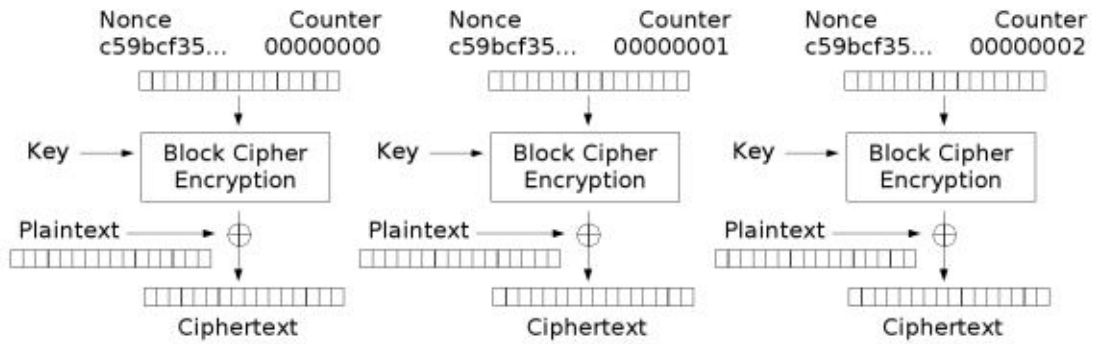 Nonce Counter Nonce Counter Nonce Counter
c59bcf35... 00000000 c59bcf35... 00000001 c59bcf35... 00000002
Key Block Cipher Encryption Key Block Cipher Encryption Key Block Cipher Encryption
Plaintext Plaintext Plaintext
Ciphertext Ciphertext Ciphertext